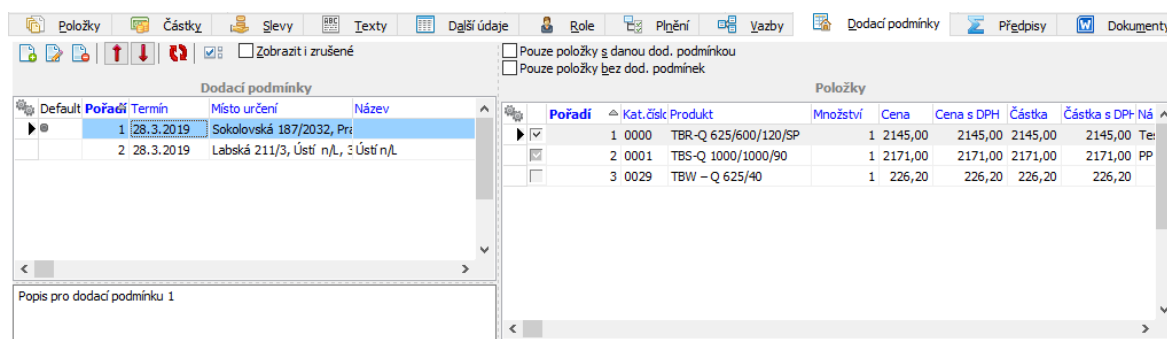 Položky Částky Slevy Texty Další údaje Role Plnění Vazby Dodací podmínky Předpisy Dokumenty
Zobrazit i zrušené
Pouze položky s danou dod. podmínkou
Pouze položky bez dod. podmínek
Dodací podmínky
Default Pořadí Termín Místo určení Název
1 28.3.2019 Sokolovská 187/2032, Pra
2 28.3.2019 Labská 211/3, Ústí n/L, 3 Ústí n/L
Popis pro dodací podmínku 1
Položky
Pořadí Kat.číslo Produkt Množství Cena Cena s DPH Částka Částka s DPH Ná
1 0000 TBR-Q 625/600/120/SP 1 2145,00 2145,00 2145,00 2145,00 Te
2 0001 TBS-Q 1000/1000/90 1 2171,00 2171,00 2171,00 2171,00 PP
3 0029 TBW – Q 625/40 1 226,20 226,20 226,20 226,20